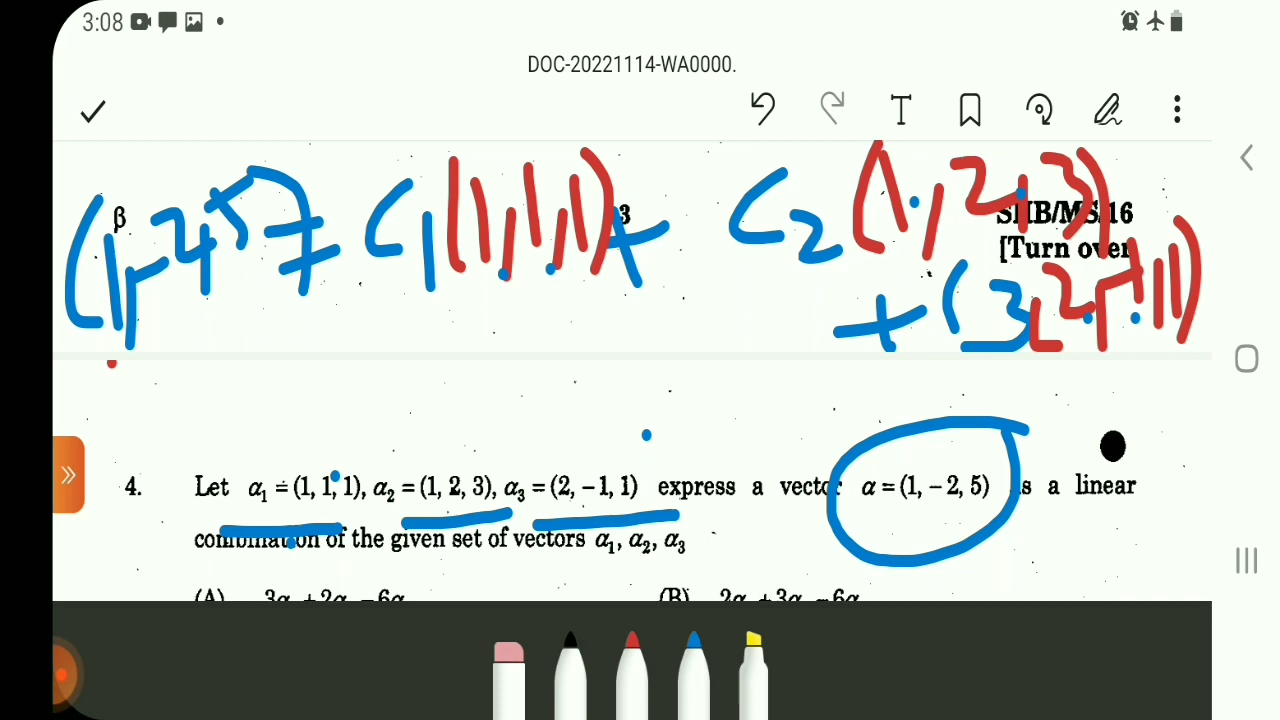 3:08
DOC-20221114-WA0000.
T
β
3
SHB/MS/16
[Turn over
(1,-2,5) = C1(1,1,1) + C2(1,2,3)
+C3(2,-1,1)
4. Let α₁ = (1, 1, 1), α₂ = (1, 2, 3), α₃ = (2, −1, 1) express a vector α = (1, − 2, 5) as a linear
combination of the given set of vectors α₁, α₂, α₃
(A) (B)